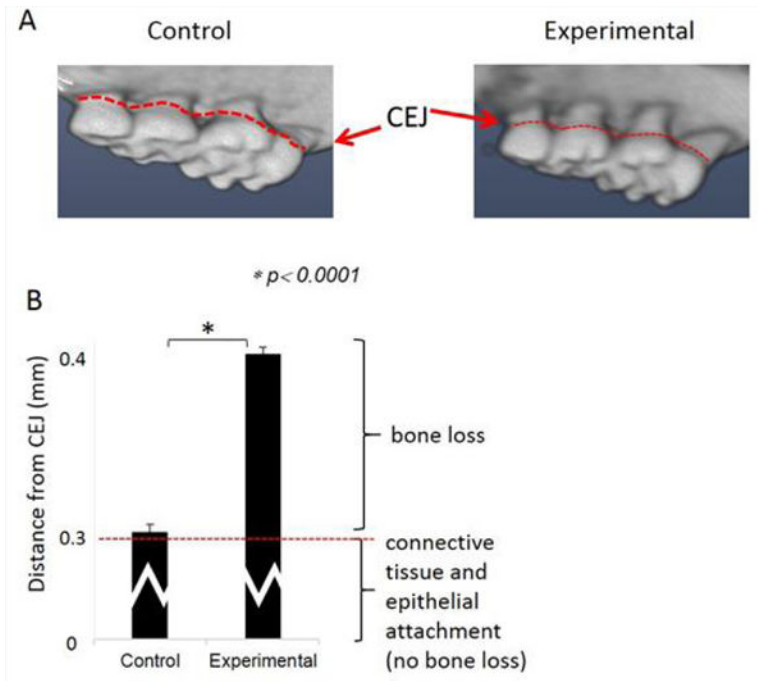 A
Control
Experimental
CEJ
* p< 0.0001
B
*
Distance from CEJ (mm)
0.4
0.3
0
bone loss
connective
tissue and
epithelial
attachment
(no bone loss)
Control
Experimental